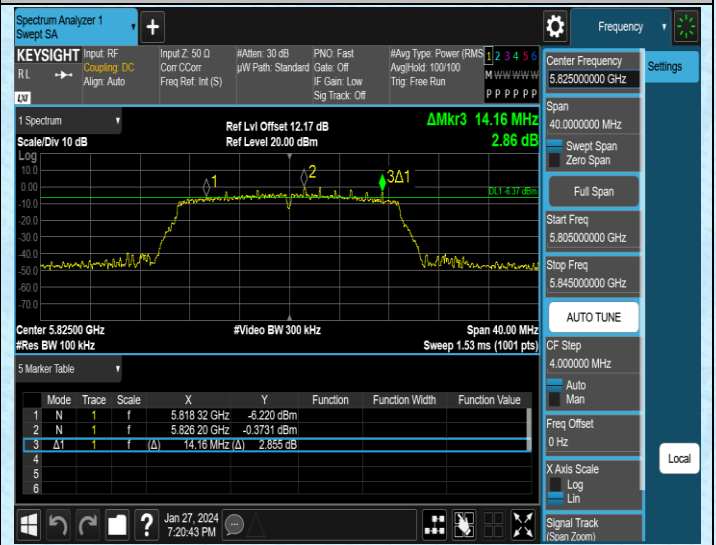 Spectrum Analyzer 1
Swept SA
+
Frequency
KEYSIGHT Input: RF Input Z: 50 Ω #Atten: 30 dB PNO: Fast #Avg Type: Power (RMS 1 2 3 4 5 6
RL Coupling: DC Corr CCorr µW Path: Standard Gate: Off Avg|Hold: 100/100 M W W W W W
Align: Auto Freq Ref: Int (S) IF Gain: Low Trig: Free Run
Sig Track: Off P P P P P P
LXI
1 Spectrum
Ref Lvl Offset 12.17 dB ΔMkr3 14.16 MHz
Scale/Div 10 dB Ref Level 20.00 dBm 2.86 dB
Log
10.0
0.00
-10.0
-20.0
-30.0
-40.0
-50.0
-60.0
-70.0
1
2
3Δ1
DL1 -6.37 dBm
Center 5.82500 GHz #Video BW 300 kHz Span 40.00 MHz
#Res BW 100 kHz Sweep 1.53 ms (1001 pts)
5 Marker Table
Mode Trace Scale X Y Function Function Width Function Value
1 N 1 f 5.818 32 GHz -6.220 dBm
2 N 1 f 5.826 20 GHz -0.3731 dBm
3 Δ1 1 f (Δ) 14.16 MHz (Δ) 2.855 dB
4
5
6
?
Jan 27, 2024
7:20:43 PM
Center Frequency
5.825000000 GHz
Settings
Span
40.0000000 MHz
Swept Span
Zero Span
Full Span
Start Freq
5.805000000 GHz
Stop Freq
5.845000000 GHz
AUTO TUNE
CF Step
4.000000 MHz
Auto
Man
Freq Offset
0 Hz
Local
X Axis Scale
Log
Lin
Signal Track
(Span Zoom)